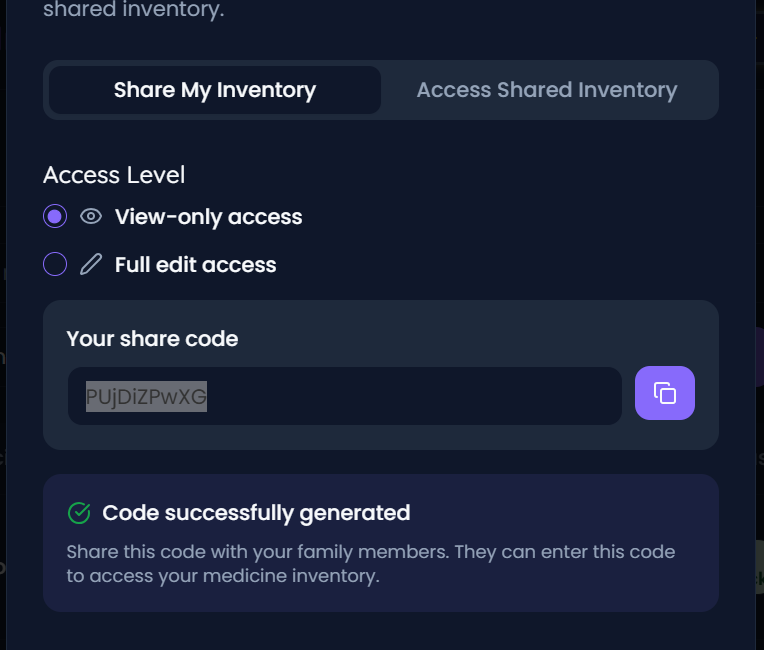 shared inventory.
Share My Inventory
Access Shared Inventory
Access Level
View-only access
Full edit access
Your share code
PUjDiZPwXG
Code successfully generated
Share this code with your family members. They can enter this code
to access your medicine inventory.